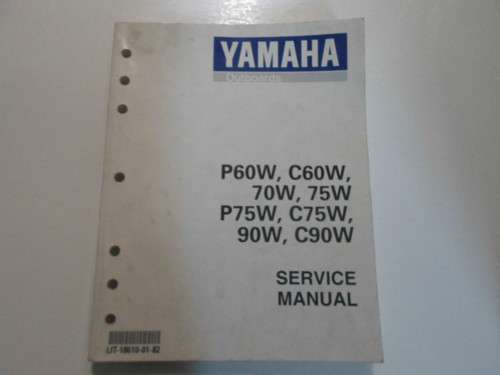 YAMAHA
Outboards
P60W, C60W,
70W, 75W
P75W, C75W,
90W, C90W
SERVICE
MANUAL
LIT-18616-01-82